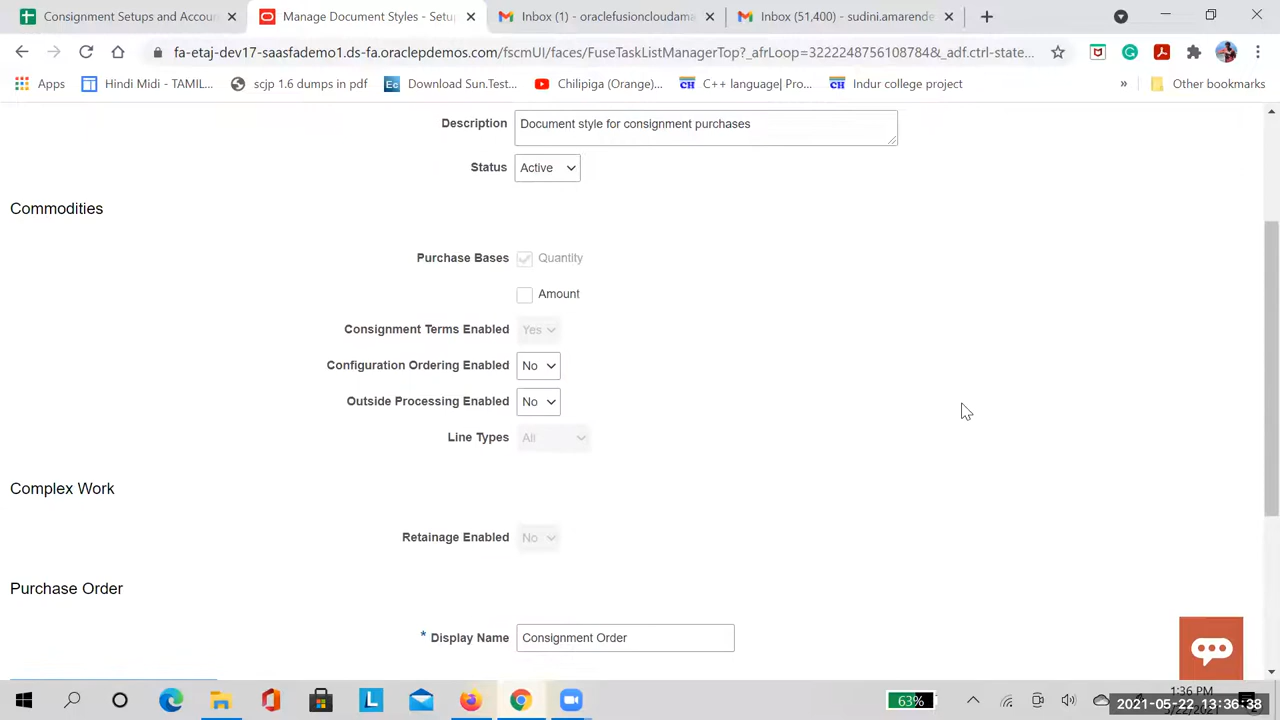 Consignment Setups and Accou
Manage Document Styles - Setu
Inbox (1) - oraclefusioncloudama
Inbox (51,400) - sudini.amarende
fa-etaj-dev17-saasfademo1.ds-fa.oraclepdemos.com/fscmUI/faces/FuseTaskListManagerTop?_afrLoop=3222248756108784&_adf.ctrl-state...
Apps
Hindi Midi - TAMIL...
scjp 1.6 dumps in pdf
Download Sun.Test...
Chilipiga (Orange)...
C++ language| Pro...
Indur college project
»
Other bookmarks
Description
Document style for consignment purchases
Status
Active
Commodities
Purchase Bases
Quantity
Amount
Consignment Terms Enabled
Yes
Configuration Ordering Enabled
No
Outside Processing Enabled
No
Line Types
All
Complex Work
Retainage Enabled
No
Purchase Order
* Display Name
Consignment Order
63%
1:36 PM
2021-05-22 13:36:38